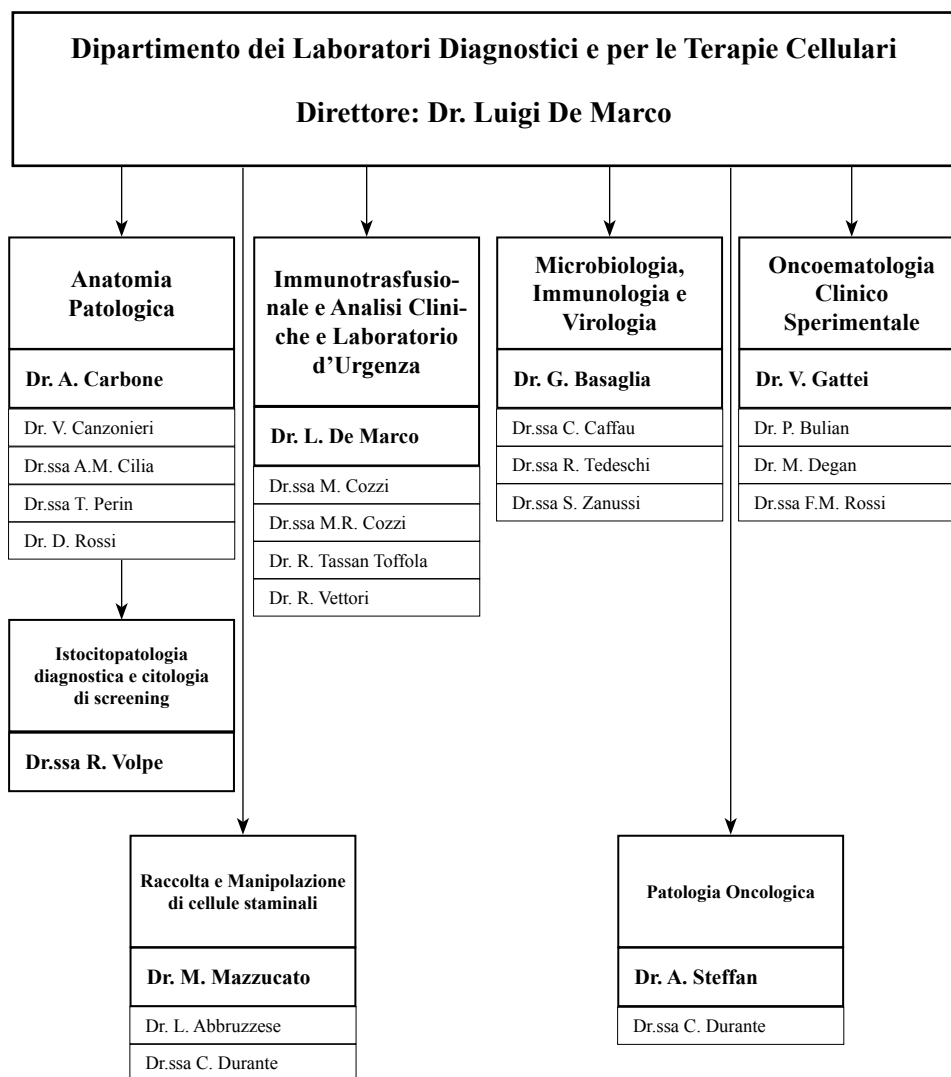 Dipartimento dei Laboratori Diagnostici e per le Terapie Cellulari
Direttore: Dr. Luigi De Marco
Anatomia
Patologica
Dr. A. Carbone
Dr. V. Canzonieri
Dr.ssa A.M. Cilia
Dr.ssa T. Perin
Dr. D. Rossi
Istocitopatologia
diagnostica e citologia
di screening
Dr.ssa R. Volpe
Immunotrasfusio-
nale e Analisi Clini-
che e Laboratorio
d’Urgenza
Dr. L. De Marco
Dr.ssa M. Cozzi
Dr.ssa M.R. Cozzi
Dr. R. Tassan Toffola
Dr. R. Vettori
Microbiologia,
Immunologia e
Virologia
Dr. G. Basaglia
Dr.ssa C. Caffau
Dr.ssa R. Tedeschi
Dr.ssa S. Zanussi
Oncoematologia
Clinico
Sperimentale
Dr. V. Gattei
Dr. P. Bulian
Dr. M. Degan
Dr.ssa F.M. Rossi
Raccolta e Manipolazione
di cellule staminali
Dr. M. Mazzucato
Dr. L. Abbruzzese
Dr.ssa C. Durante
Patologia Oncologica
Dr. A. Steffan
Dr.ssa C. Durante